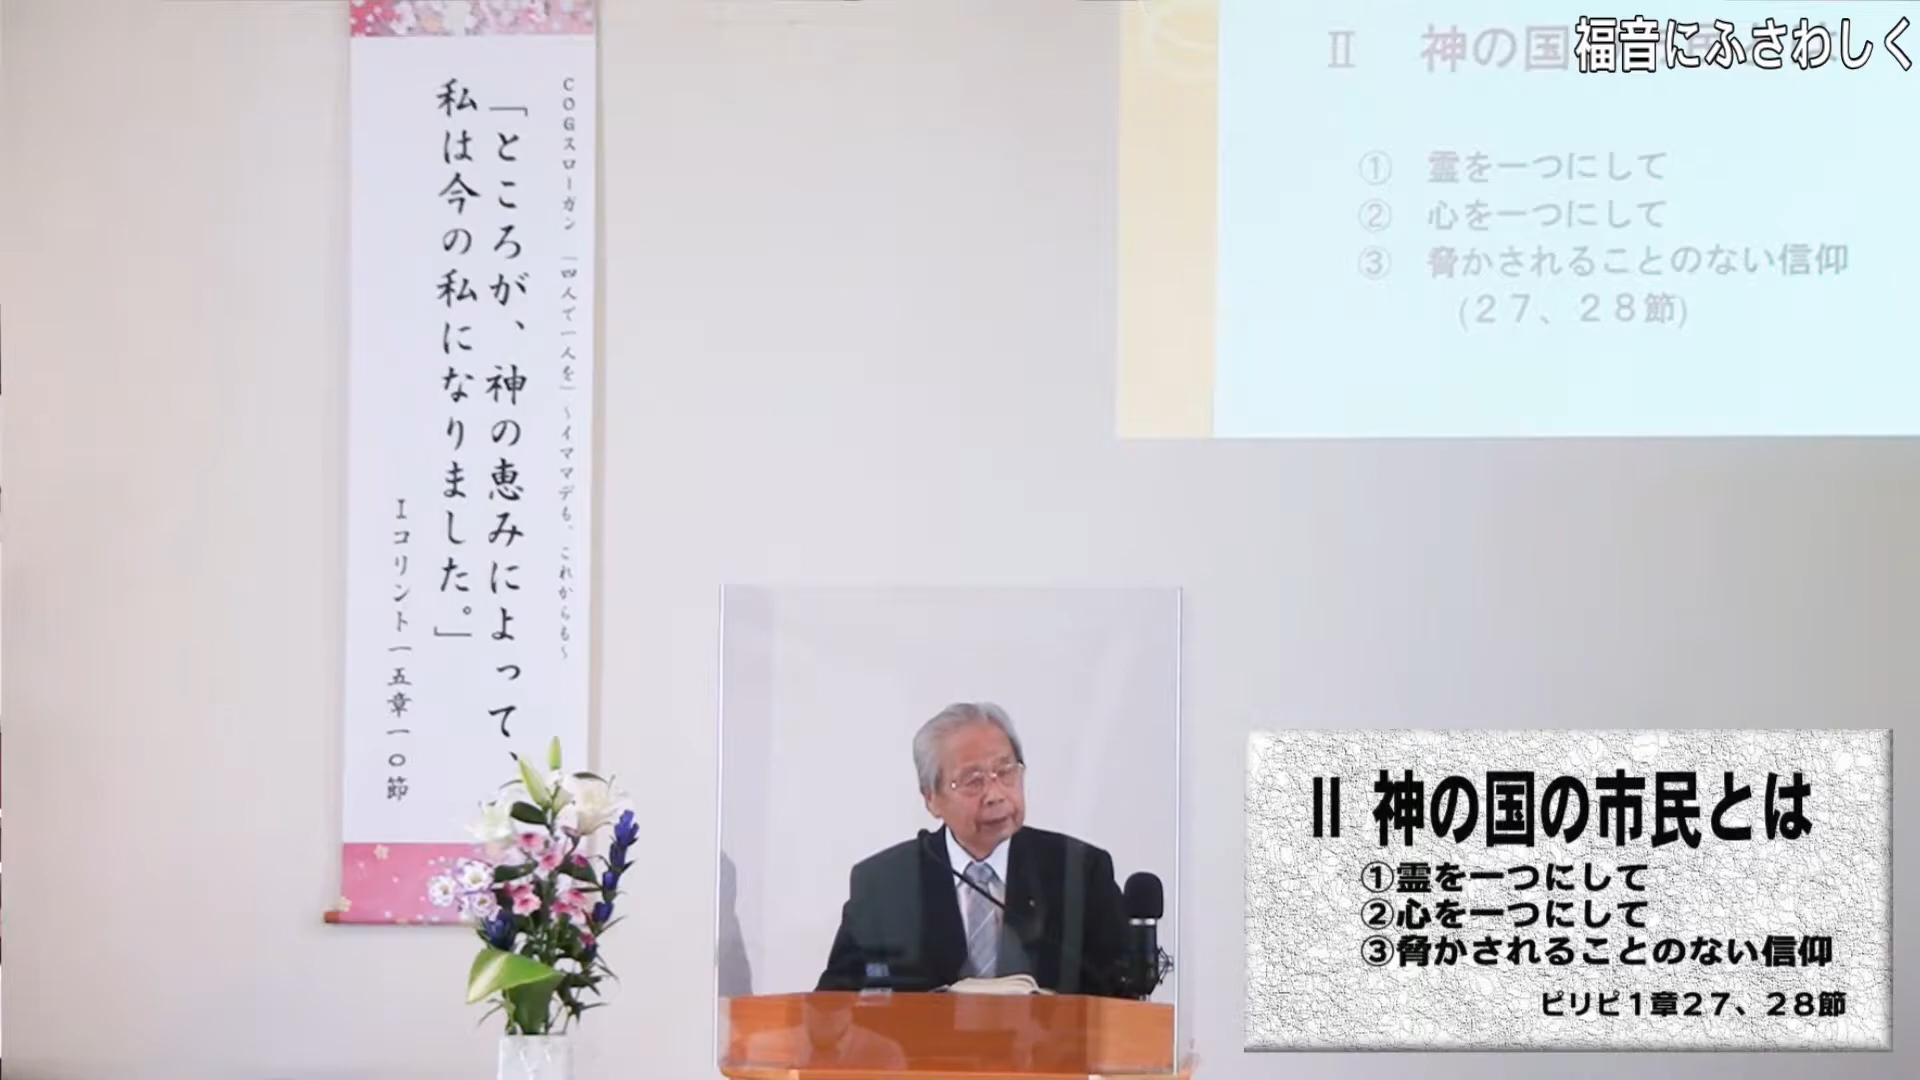 福音にふさわしく
COGスローガン 「四人で一人を」~イママデも、これからも~
「ところが、神の恵みによって、
私は今の私になりました。」
Ⅰコリント一五章一〇節
Ⅱ 神の国
① 霊を一つにして
②心を一つにして
③ 脅かされることのない信仰
(27、28節)
Ⅱ 神の国の市民とは
①霊を一つにして
②心を一つにして
③脅かされることのない信仰
ピリピ1章27、28節